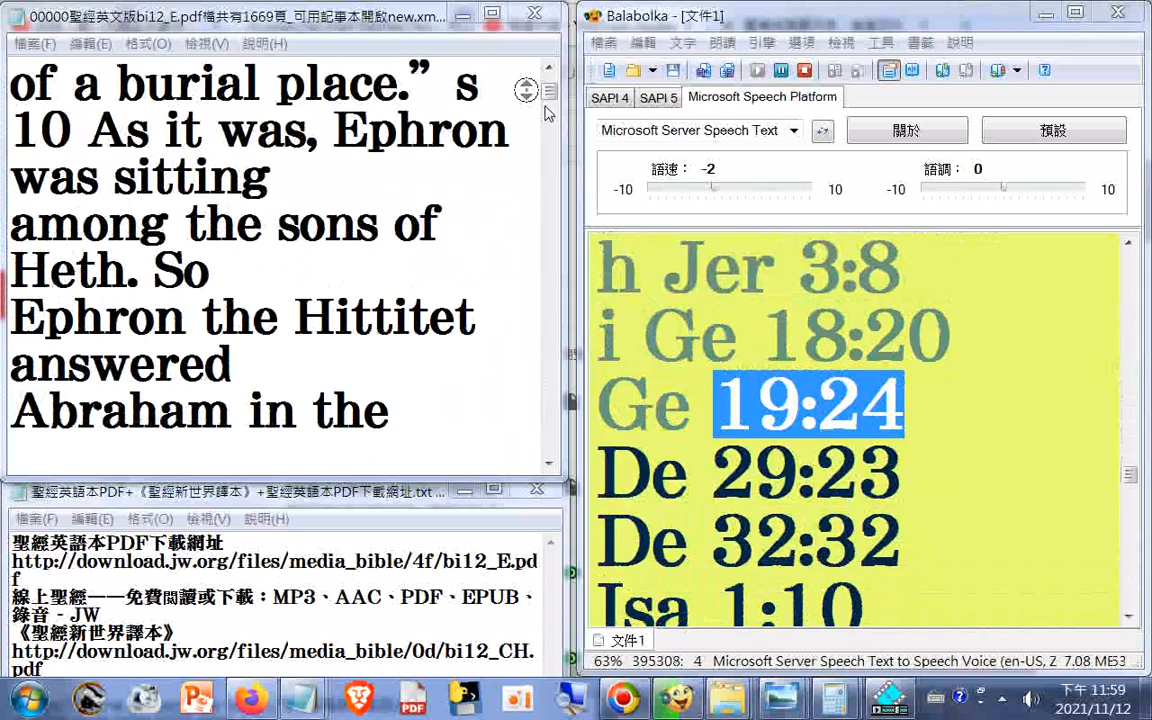 00000聖經英文版bi12_E.pdf檔共有1669頁_可用記事本開啟new.xm...
檔案(F) 編輯(E) 格式(O) 檢視(V) 說明(H)
of a burial place.” s
10 As it was, Ephron
was sitting
among the sons of
Heth. So
Ephron the Hittitet
answered
Abraham in the
聖經英語本PDF+《聖經新世界譯本》+聖經英語本PDF下載網址.txt ...
檔案(F) 編輯(E) 格式(O) 檢視(V) 說明(H)
聖經英語本PDF下載網址
http://download.jw.org/files/media_bible/4f/bi12_E.pd
f
線上聖經——免費閱讀或下載：MP3、AAC、PDF、EPUB、
錄音 - JW
《聖經新世界譯本》
http://download.jw.org/files/media_bible/0d/bi12_CH.
pdf
Balabolka - [文件1]
檔案 編輯 文字 朗讀 引擎 選項 檢視 工具 書籤 說明
SAPI 4 SAPI 5 Microsoft Speech Platform
Microsoft Server Speech Text 關於 預設
語速： -2 語調： 0
-10 10 -10 10
h Jer 3:8
i Ge 18:20
Ge 19:24
De 29:23
De 32:32
Isa 1:10
文件1
63% 395308: 4 Microsoft Server Speech Text to Speech Voice (en-US, Z 7.08 ME53
下午 11:59
2021/11/12